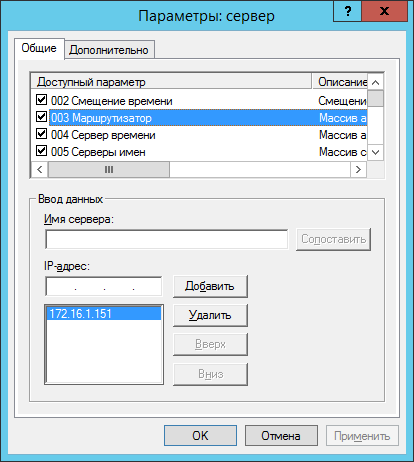 Параметры: сервер
Общие Дополнительно
Доступный параметр Описание
002 Смещение времени Смещени
003 Маршрутизатор Массив а
004 Сервер времени Массив а
005 Серверы имен Массив с
Ввод данных
Имя сервера:
Сопоставить
IP-адрес:
. . . Добавить
172.16.1.151 Удалить
Вверх
Вниз
OK Отмена Применить